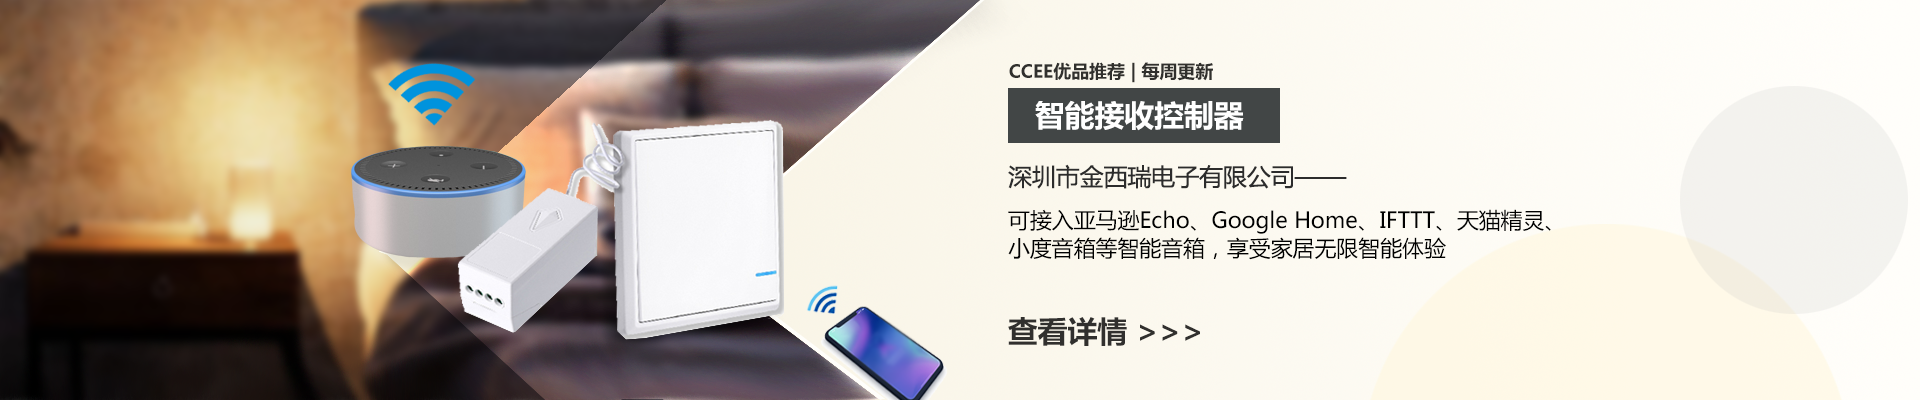 CCEE优品推荐 | 每周更新
智能接收控制器
深圳市金西瑞电子有限公司——
可接入亚马逊Echo、Google Home、IFTTT、天猫精灵、
小度音箱等智能音箱，享受家居无限智能体验
查看详情 >>>